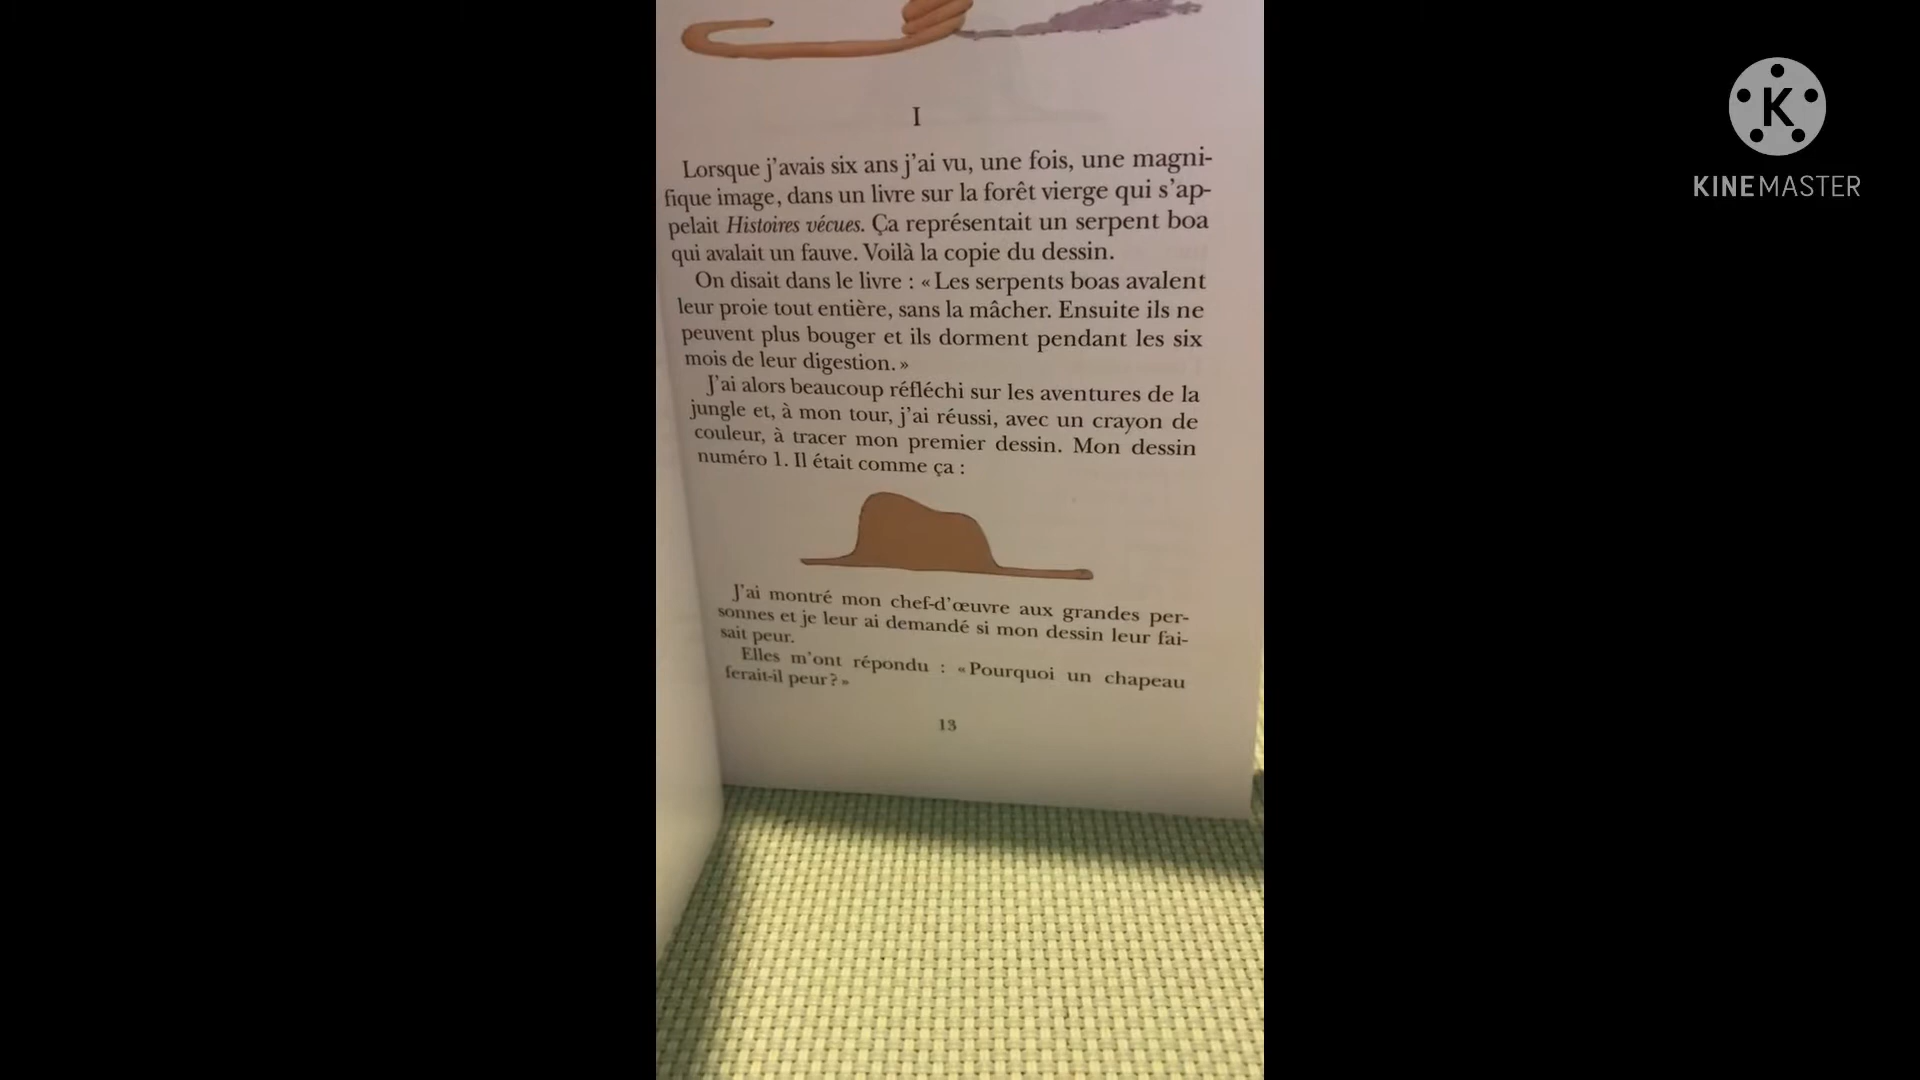 I
Lorsque j'avais six ans j'ai vu, une fois, une magni-
fique image, dans un livre sur la forêt vierge qui s'ap-
pelait Histoires vécues. Ça représentait un serpent boa
qui avalait un fauve. Voilà la copie du dessin.
On disait dans le livre : « Les serpents boas avalent
leur proie tout entière, sans la mâcher. Ensuite ils ne
peuvent plus bouger et ils dorment pendant les six
mois de leur digestion. »
J'ai alors beaucoup réfléchi sur les aventures de la
jungle et, à mon tour, j'ai réussi, avec un crayon de
couleur, à tracer mon premier dessin. Mon dessin
numéro 1. Il était comme ça :
J'ai montré mon chef-d'œuvre aux grandes per-
sonnes et je leur ai demandé si mon dessin leur fai-
sait peur.
Elles m'ont répondu : « Pourquoi un chapeau
ferait-il peur ? »
13
K
KINEMASTER